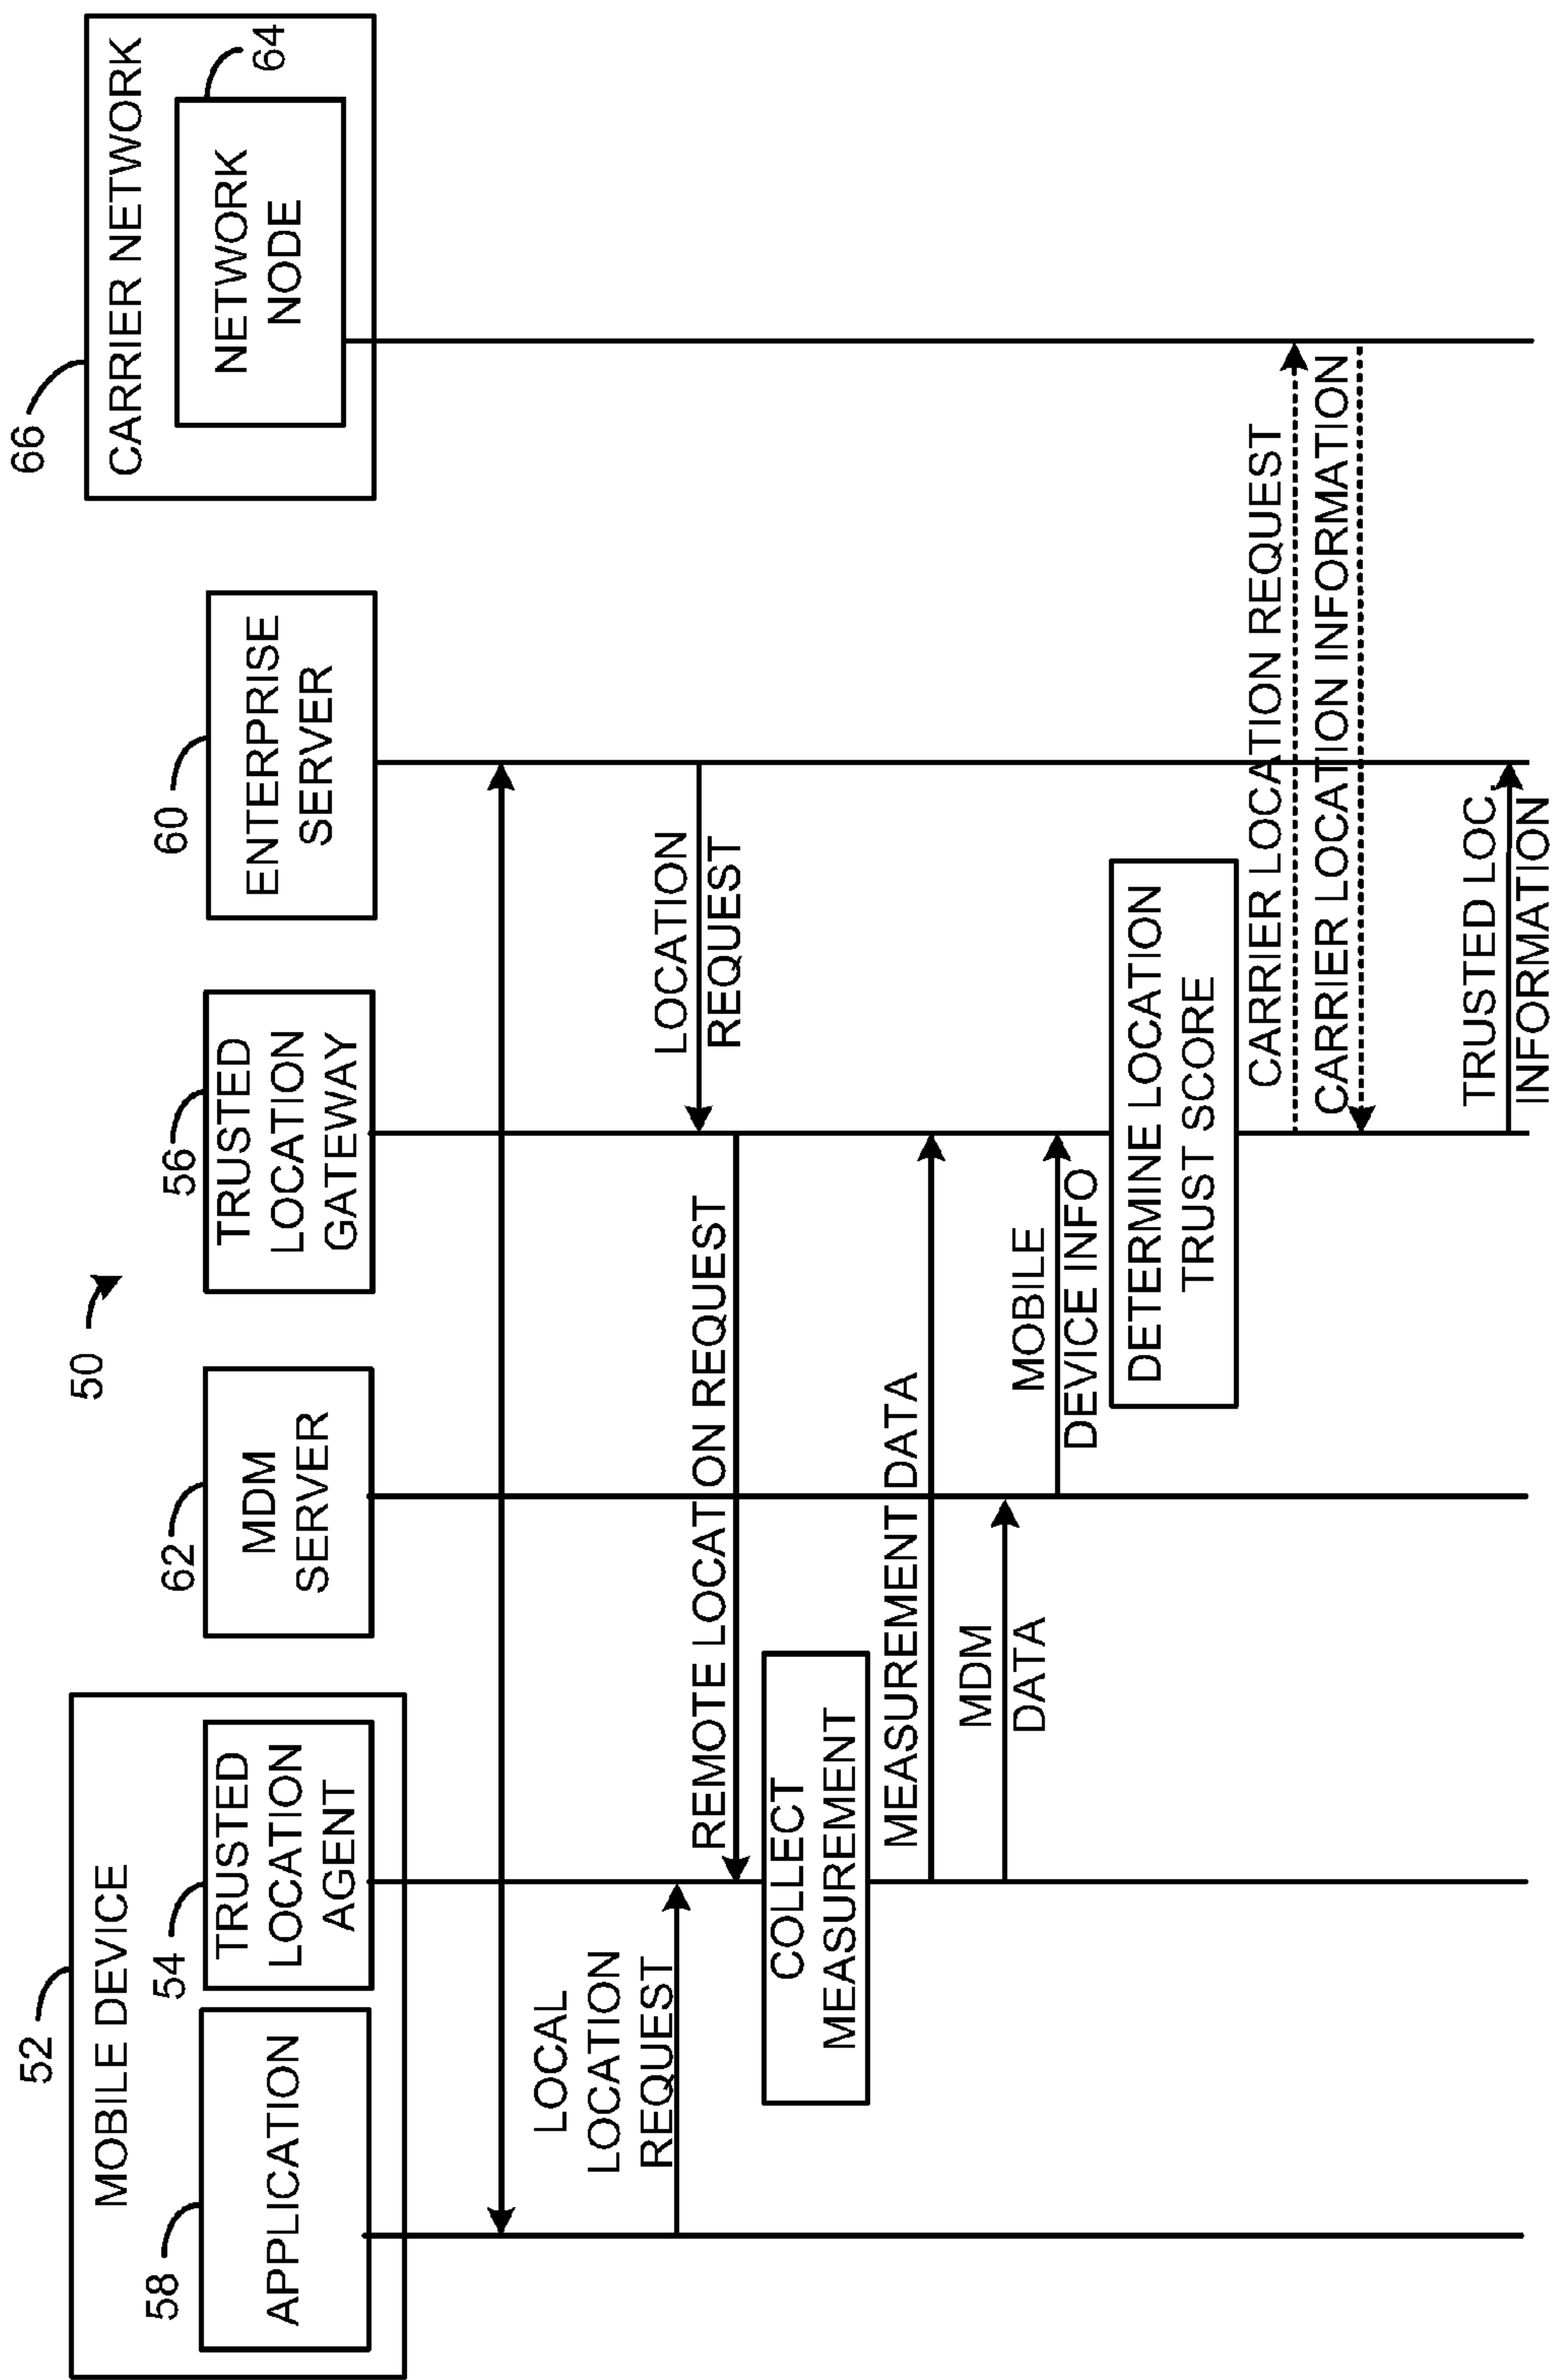 50
52
MOBILE DEVICE
58
APPLICATION
54
TRUSTED
LOCATION
AGENT
62
MDM
SERVER
56
TRUSTED
LOCATION
GATEWAY
60
ENTERPRISE
SERVER
66
CARRIER NETWORK
64
NETWORK
NODE
LOCAL
LOCATION
REQUEST
LOCATION
REQUEST
REMOTE LOCATION REQUEST
COLLECT
MEASUREMENT
MEASUREMENT DATA
MDM
DATA
MOBILE
DEVICE INFO
DETERMINE LOCATION
TRUST SCORE
CARRIER LOCATION REQUEST
CARRIER LOCATION INFORMATION
TRUSTED LOC.
INFORMATION